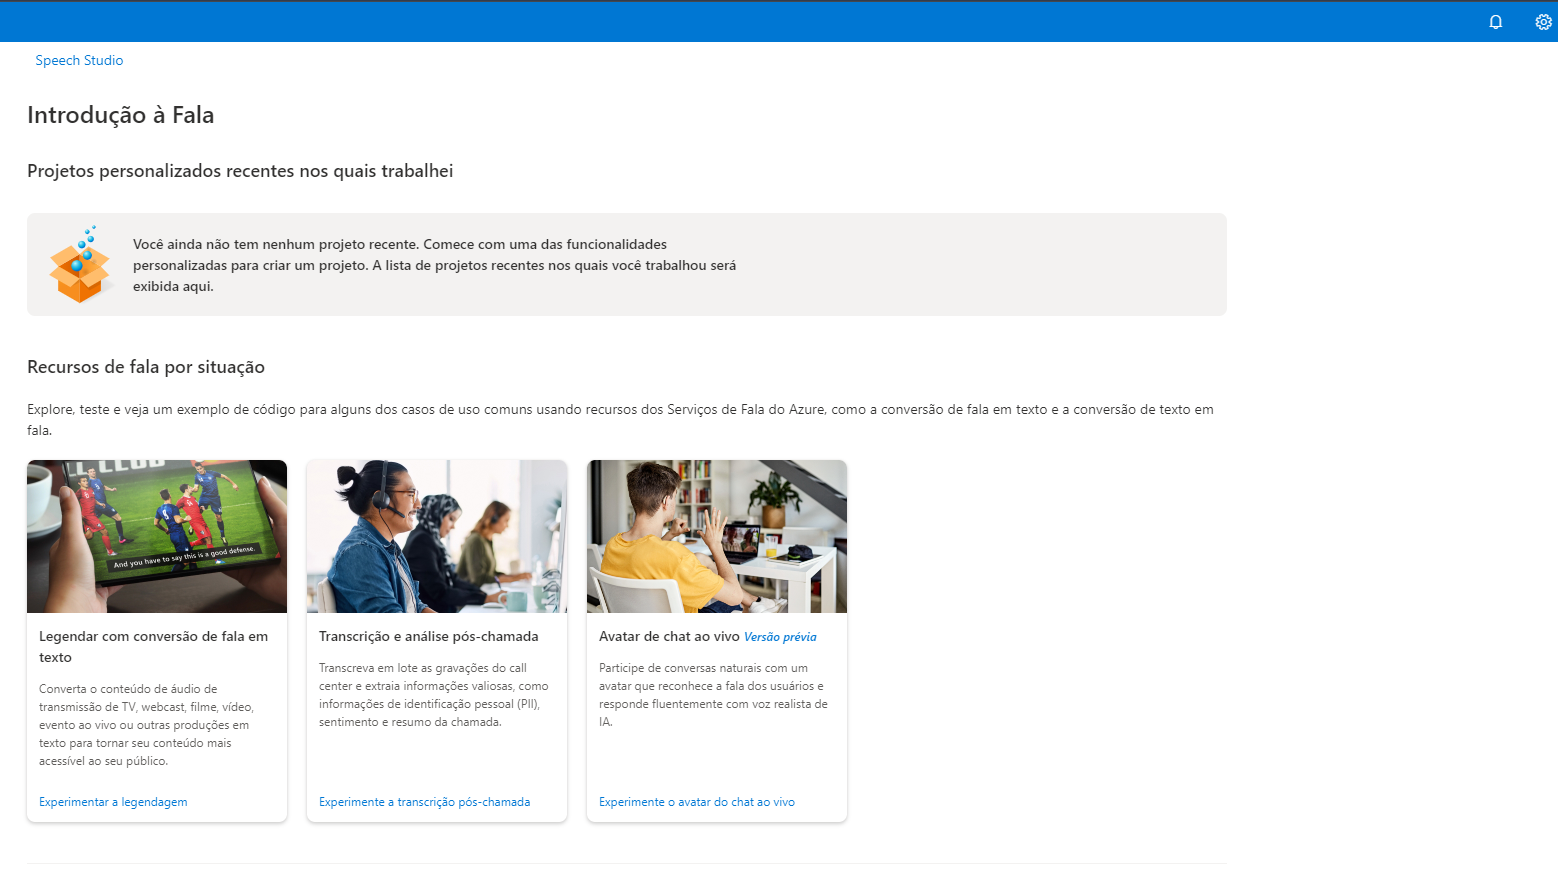 Speech Studio
Introdução à Fala
Projetos personalizados recentes nos quais trabalhei
Você ainda não tem nenhum projeto recente. Comece com uma das funcionalidades
personalizadas para criar um projeto. A lista de projetos recentes nos quais você trabalhou será
exibida aqui.
Recursos de fala por situação
Explore, teste e veja um exemplo de código para alguns dos casos de uso comuns usando recursos dos Serviços de Fala do Azure, como a conversão de fala em texto e a conversão de texto em
fala.
And you have to say this is a good defense.
Legendar com conversão de fala em
texto
Converta o conteúdo de áudio de
transmissão de TV, webcast, filme, vídeo,
evento ao vivo ou outras produções em
texto para tornar seu conteúdo mais
acessível ao seu público.
Experimentar a legendagem
Transcrição e análise pós-chamada
Transcreva em lote as gravações do call
center e extraia informações valiosas, como
informações de identificação pessoal (PII),
sentimento e resumo da chamada.
Experimente a transcrição pós-chamada
Avatar de chat ao vivo Versão prévia
Participe de conversas naturais com um
avatar que reconhece a fala dos usuários e
responde fluentemente com voz realista de
IA.
Experimente o avatar do chat ao vivo